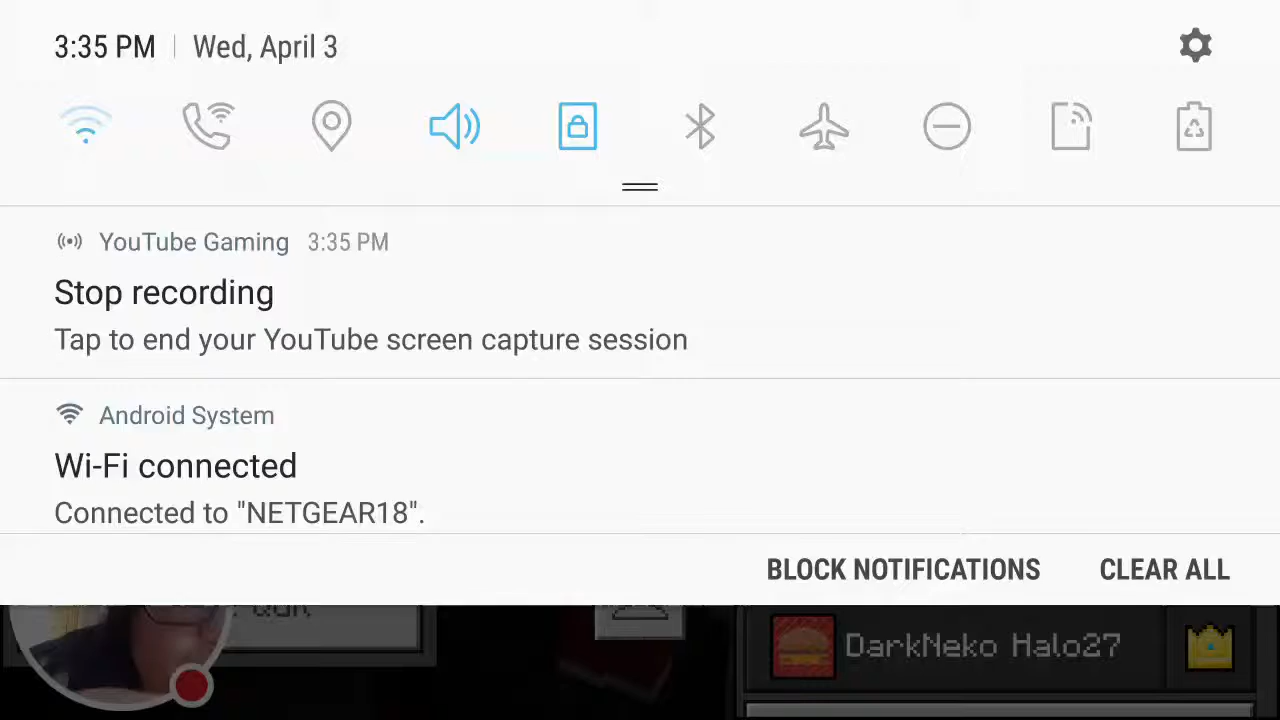 3:35 PM Wed, April 3
YouTube Gaming 3:35 PM
Stop recording
Tap to end your YouTube screen capture session
Android System
Wi-Fi connected
Connected to "NETGEAR18".
BLOCK NOTIFICATIONS CLEAR ALL
DarkNeko Halo27